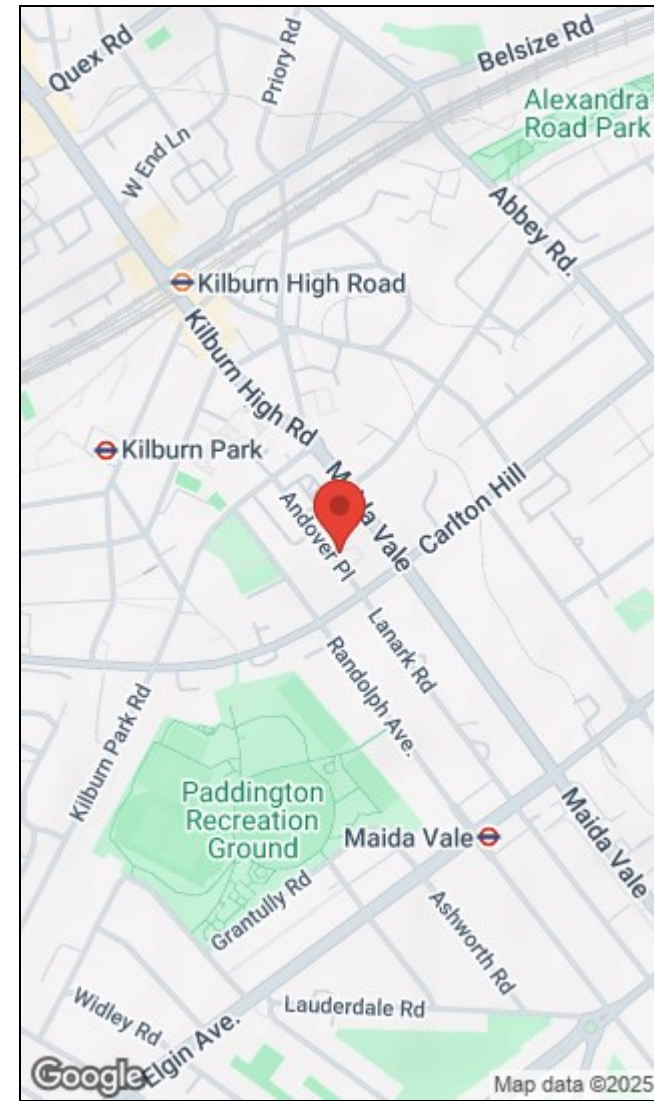 Quex Rd
Priory Rd
Belsize Rd
Alexandra
Road Park
W End Ln
Abbey Rd.
Kilburn High Road
Kilburn High Rd
Kilburn Park
Maida Vale
Carlton Hill
Andover Pl
Lanark Rd
Randolph Ave.
Kilburn Park Rd
Paddington
Recreation
Ground
Maida Vale
Maida Vale
Grantully Rd
Ashworth Rd
Widley Rd
Lauderdale Rd
Elgin Ave.
Google
Map data ©2025